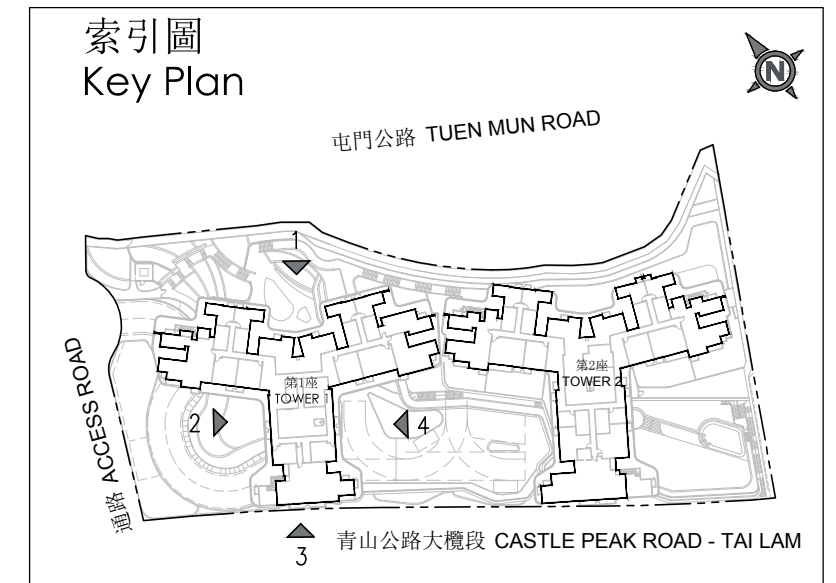 索引圖
Key Plan
N
屯門公路 TUEN MUN ROAD
1
通路 ACCESS ROAD
第1座
TOWER 1
第2座
TOWER 2
2
4
3
青山公路大欖段 CASTLE PEAK ROAD - TAI LAM